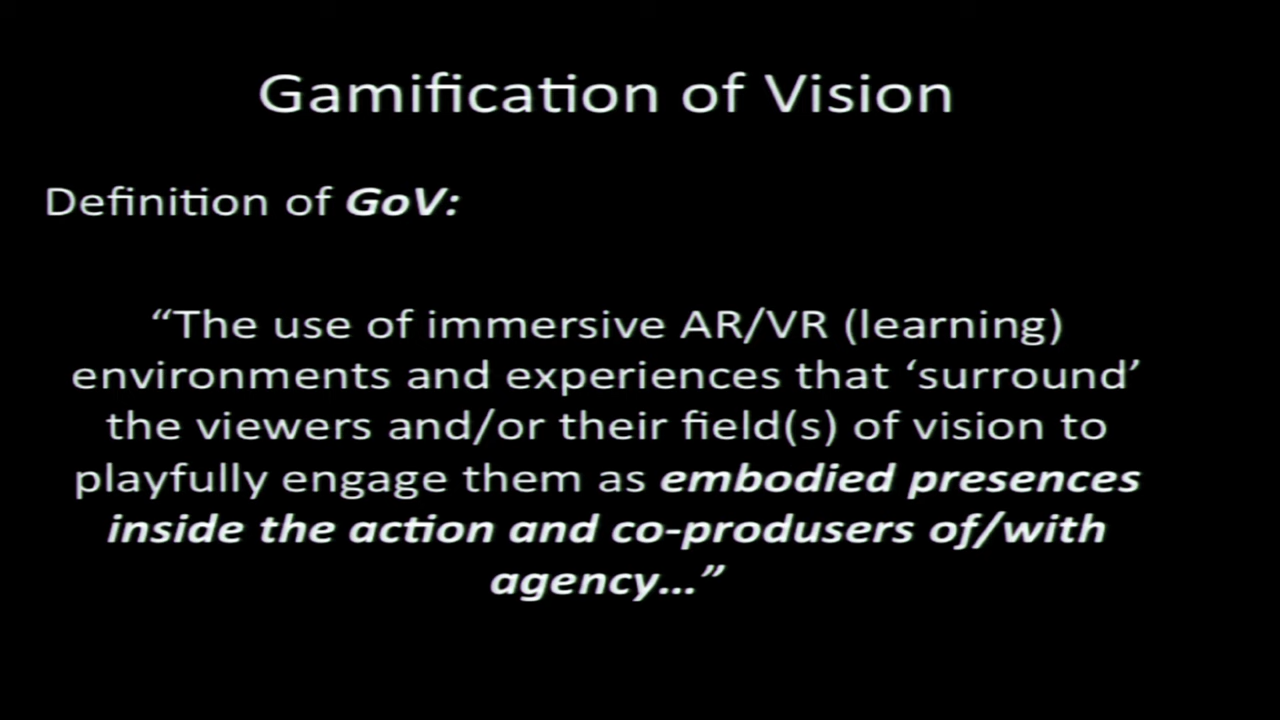 Gamification of Vision
Definition of GoV:
“The use of immersive AR/VR (learning)
environments and experiences that ‘surround’
the viewers and/or their field(s) of vision to
playfully engage them as embodied presences
inside the action and co-produsers of/with
agency…”